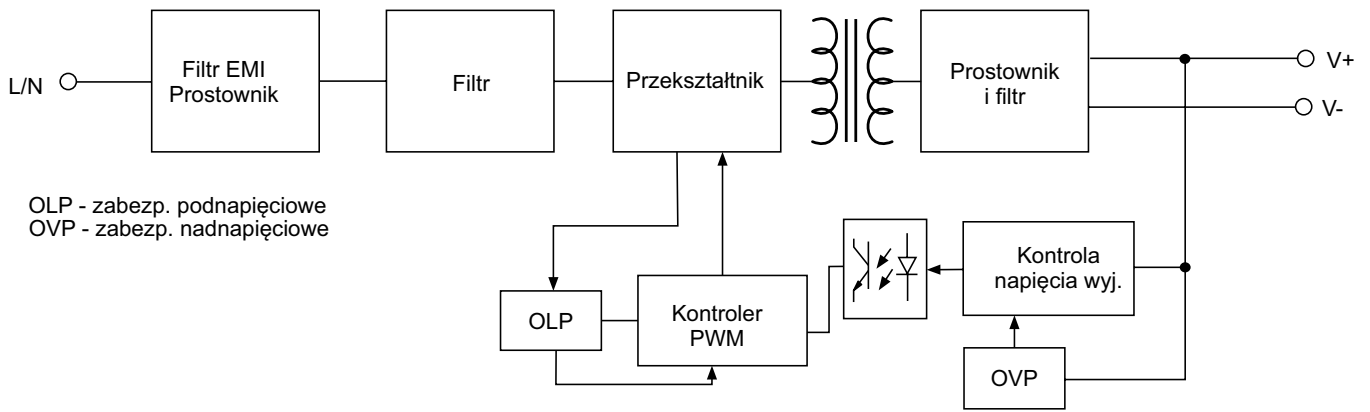 L/N
Filtr EMI
Prostownik
Filtr
Przekształtnik
Prostownik
i filtr
V+
V-
OLP - zabezp. podnapięciowe
OVP - zabezp. nadnapięciowe
OLP
Kontroler
PWM
Kontrola
napięcia wyj.
OVP